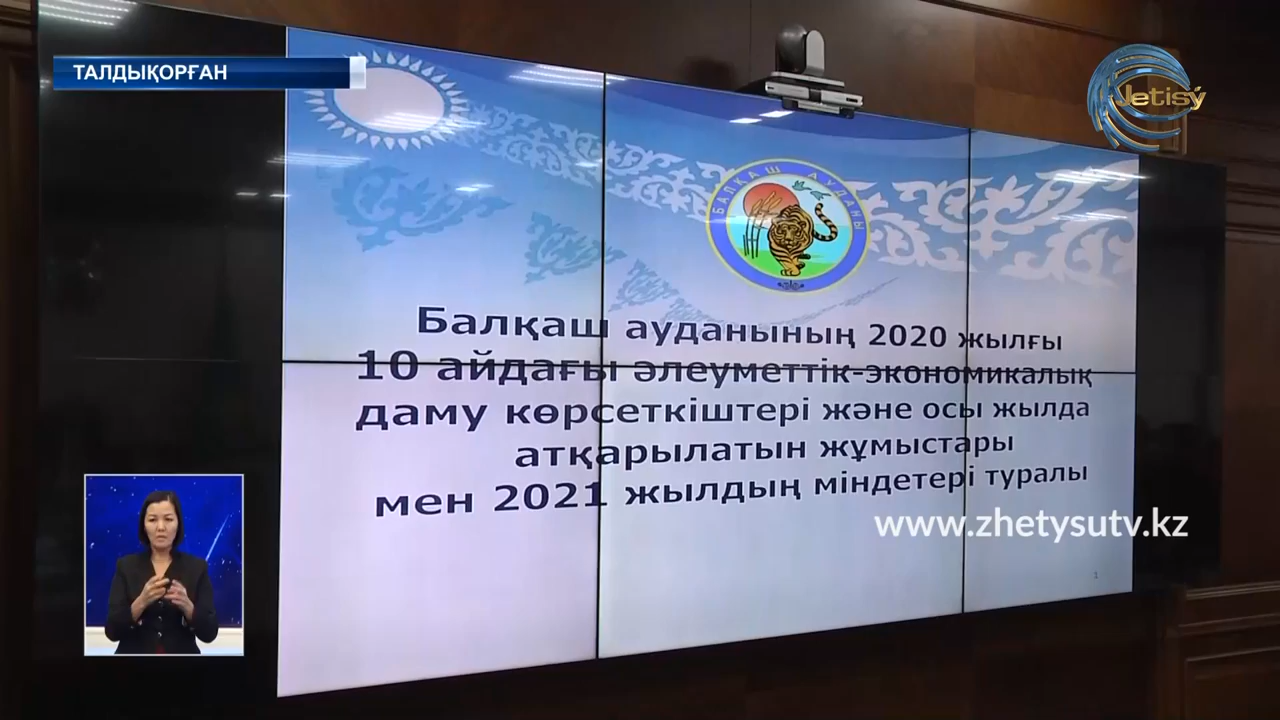 ТАЛДЫҚОРҒАН
Jetisý
БАЛҚАШ АУДАНЫ
Балқаш ауданының 2020 жылғы
10 айдағы әлеуметтік-экономикалық
даму көрсеткіштері және осы жылда
атқарылатын жұмыстары
мен 2021 жылдың міндетері туралы
www.zhetysutv.kz
1